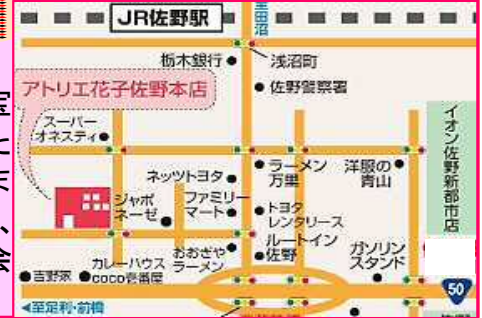 JR佐野駅
至田沼
栃木銀行
浅沼町
佐野警察署
アトリエ花子佐野本店
スーパー
オネスティ
イオン佐野新都市店
ネッツトヨタ
ラーメン
万里
洋服の
青山
ジャポ
ネーゼ
ファミリー
マート
トヨタ
レンタリース
おおぎや
ラーメン
ルートイン
佐野
ガソリン
スタンド
吉野家
カレーハウス
coco壱番屋
50
◀至足利・前橋